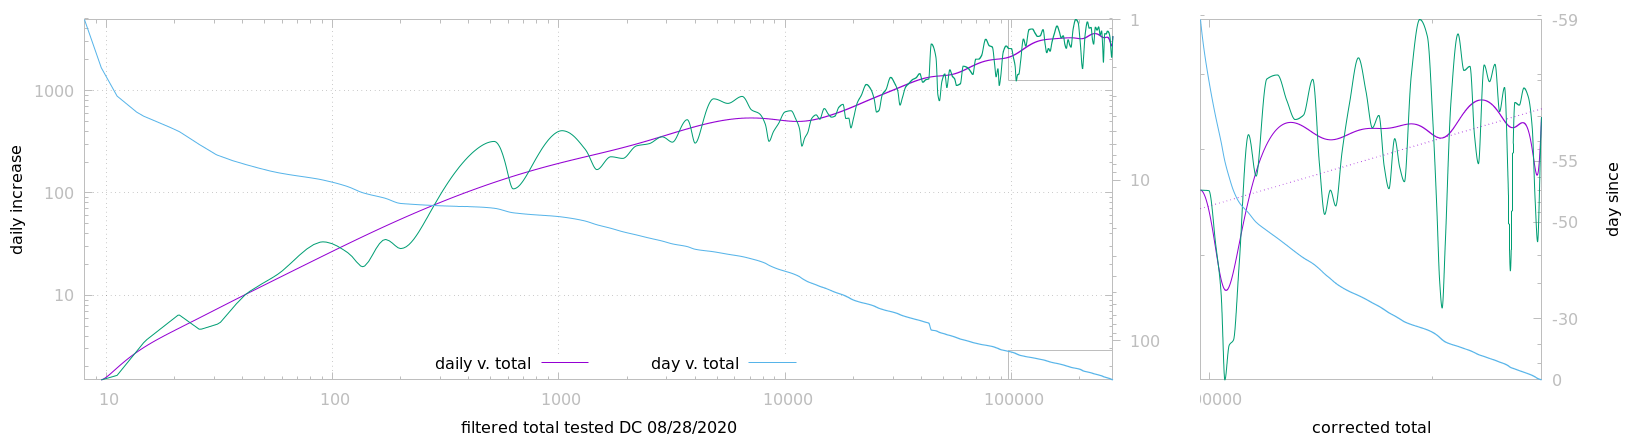 daily increase
1000
100
10
daily v. total
day v. total
10
100
1000
10000
100000
filtered total tested DC 08/28/2020
1
10
100
-59
-55
-50
-30
0
day since
00000
corrected total